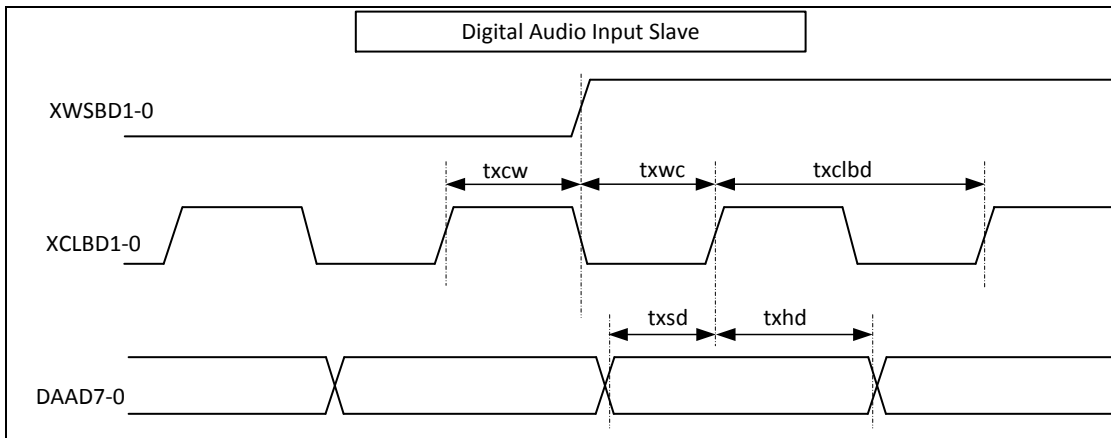 Digital Audio Input Slave
XWSBD1-0
txcw
txwc
txclbd
XCLBD1-0
txsd
txhd
DAAD7-0